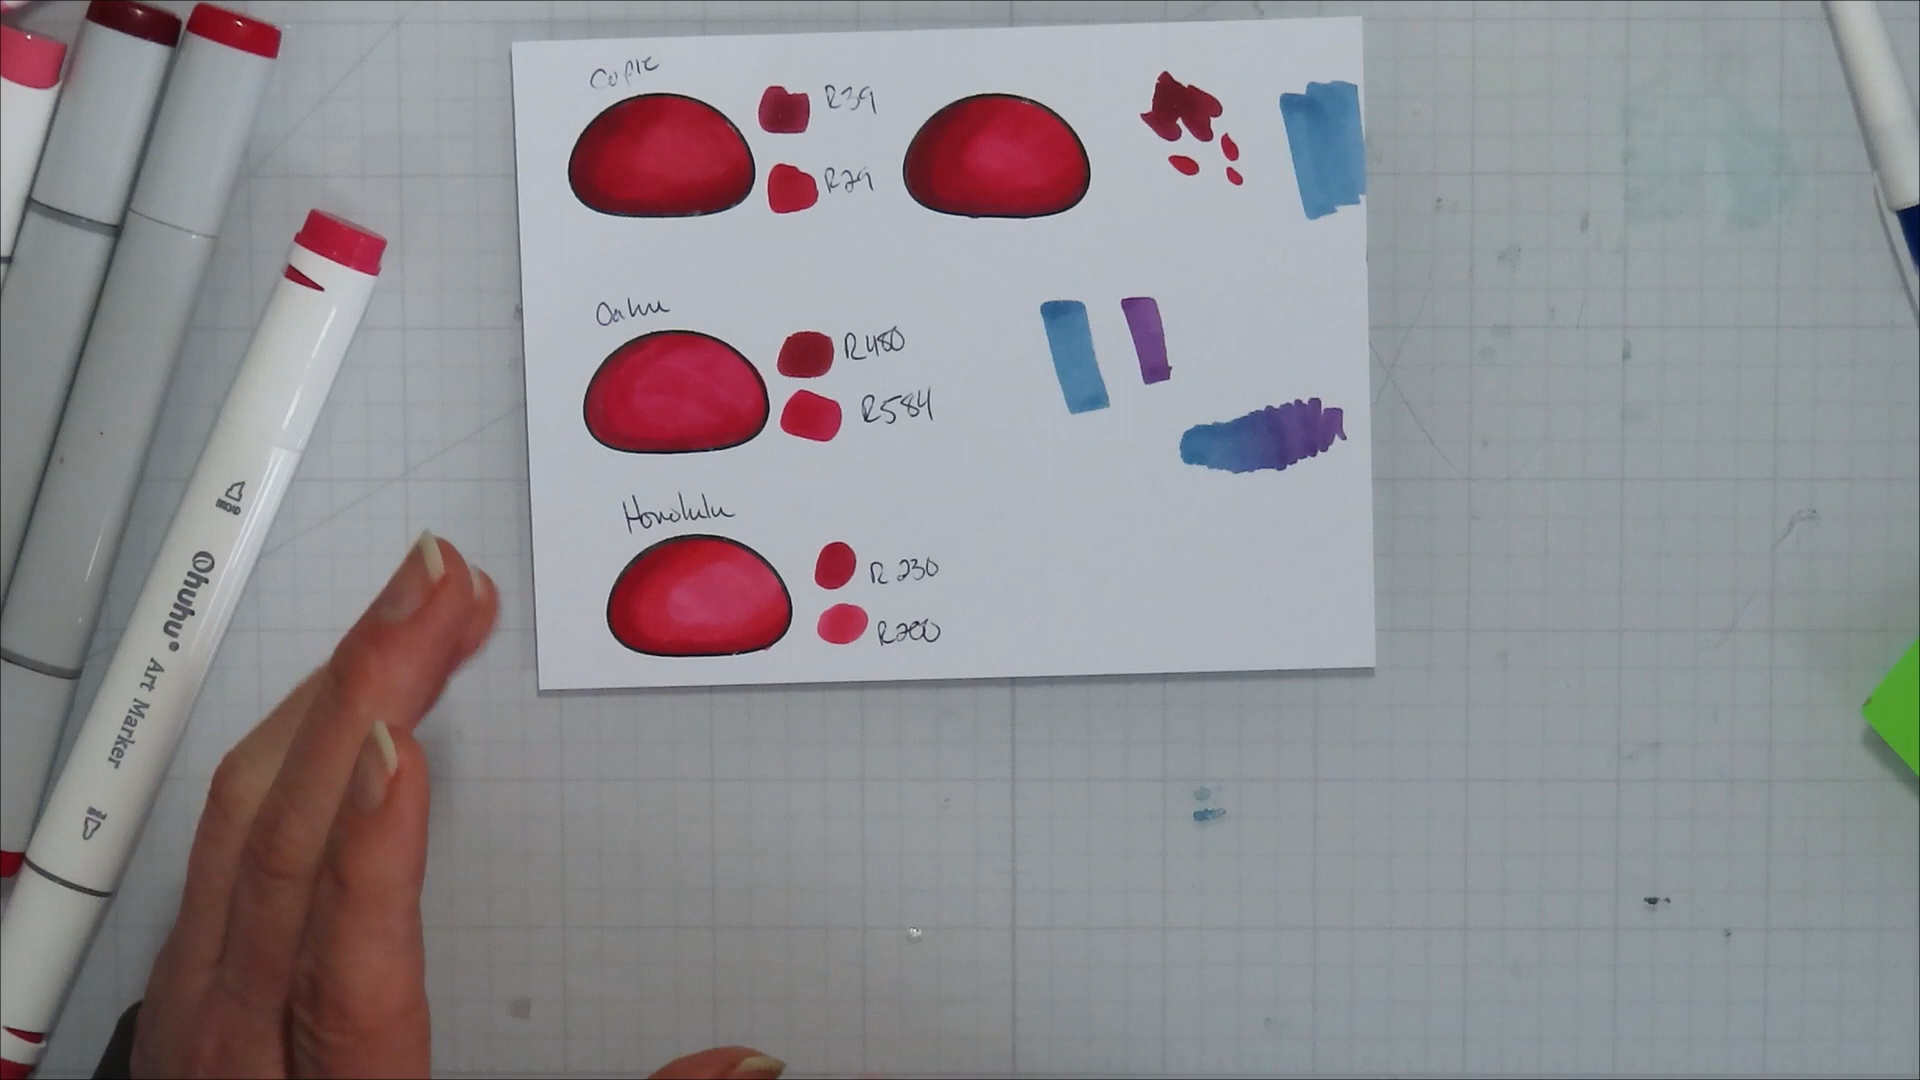 Copic
R39
R29
Oahu
R480
R584
Honolulu
R230
R200
Ohuhu® Art Marker